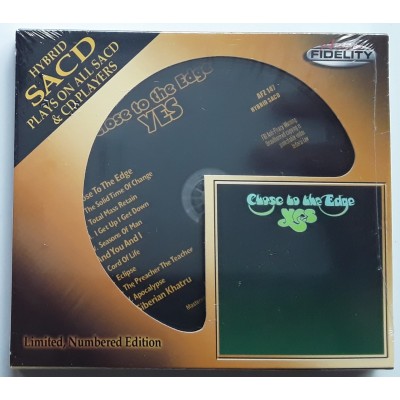 HYBRID
SACD
PLAYS ON ALL SACD
& CD PLAYERS
FIDELITY
Close to the Edge
YES
AFZ 187
HYBRID SACD
ose To The Edge
The Solid Time Of Change
Total Mass Retain
I Get Up I Get Down
Seasons Of Man
And You And I
Cord Of Life
Eclipse
The Preacher The Teacher
Apocalypse
Siberian Khatru
Close to the Edge
YES
Limited, Numbered Edition